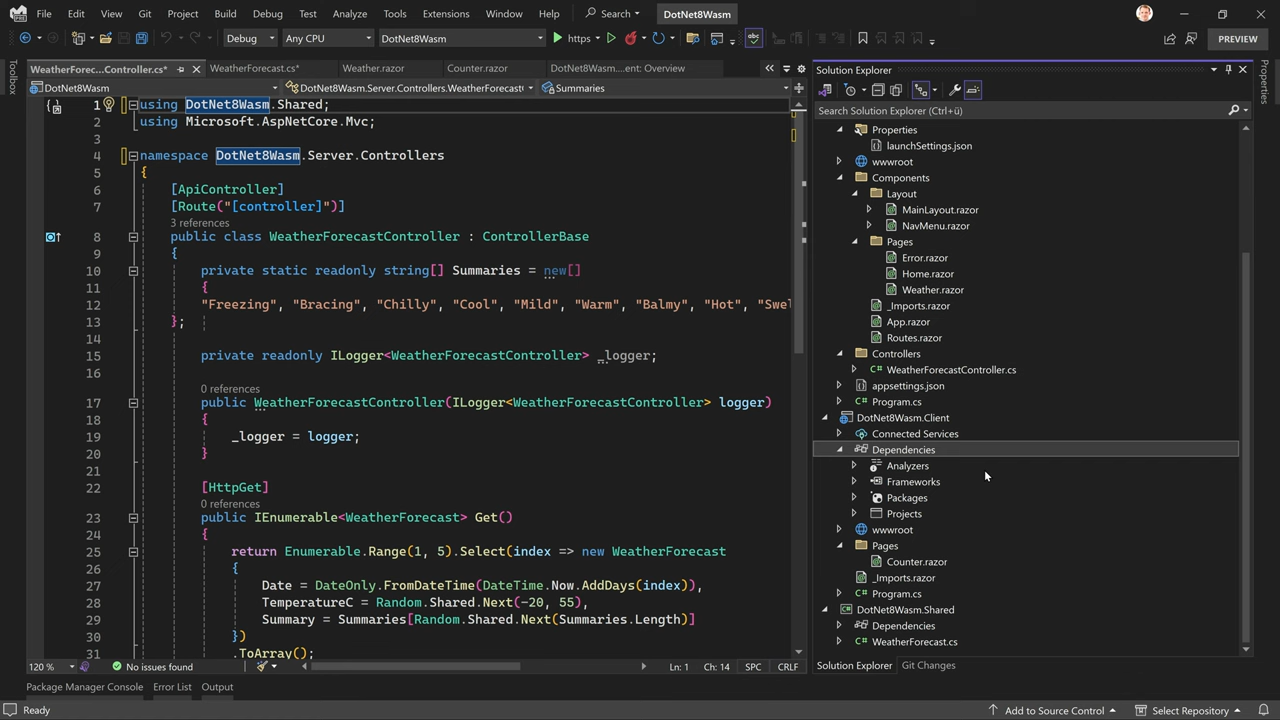 File Edit View Git Project Build Debug Test Analyze Tools Extensions Window Help Search DotNet8Wasm
Debug Any CPU DotNet8Wasm https PREVIEW
Toolbox
WeatherForec...Controller.cs* WeatherForecast.cs* Weather.razor Counter.razor DotNet8Wasm....ent: Overview
DotNet8Wasm DotNet8Wasm.Server.Controllers.WeatherForecast Summaries
1 using DotNet8Wasm.Shared;
2 using Microsoft.AspNetCore.Mvc;
3
4 namespace DotNet8Wasm.Server.Controllers
5 {
6 [ApiController]
7 [Route("[controller]")]
3 references
8 public class WeatherForecastController : ControllerBase
9 {
10 private static readonly string[] Summaries = new[]
11 {
12 "Freezing", "Bracing", "Chilly", "Cool", "Mild", "Warm", "Balmy", "Hot", "Swel
13 };
14
15 private readonly ILogger<WeatherForecastController> _logger;
16
0 references
17 public WeatherForecastController(ILogger<WeatherForecastController> logger)
18 {
19 _logger = logger;
20 }
21
22 [HttpGet]
0 references
23 public IEnumerable<WeatherForecast> Get()
24 {
25 return Enumerable.Range(1, 5).Select(index => new WeatherForecast
26 {
27 Date = DateOnly.FromDateTime(DateTime.Now.AddDays(index)),
28 TemperatureC = Random.Shared.Next(-20, 55),
29 Summary = Summaries[Random.Shared.Next(Summaries.Length)]
30 })
31 .ToArray();
120 % No issues found Ln: 1 Ch: 14 SPC CRLF
Package Manager Console Error List Output
Solution Explorer
Search Solution Explorer (Ctrl+ü)
Properties
launchSettings.json
wwwroot
Components
Layout
MainLayout.razor
NavMenu.razor
Pages
Error.razor
Home.razor
Weather.razor
_Imports.razor
App.razor
Routes.razor
Controllers
WeatherForecastController.cs
appsettings.json
Program.cs
DotNet8Wasm.Client
Connected Services
Dependencies
Analyzers
Frameworks
Packages
Projects
wwwroot
Pages
Counter.razor
_Imports.razor
Program.cs
DotNet8Wasm.Shared
Dependencies
WeatherForecast.cs
Solution Explorer Git Changes
Properties
Ready Add to Source Control Select Repository